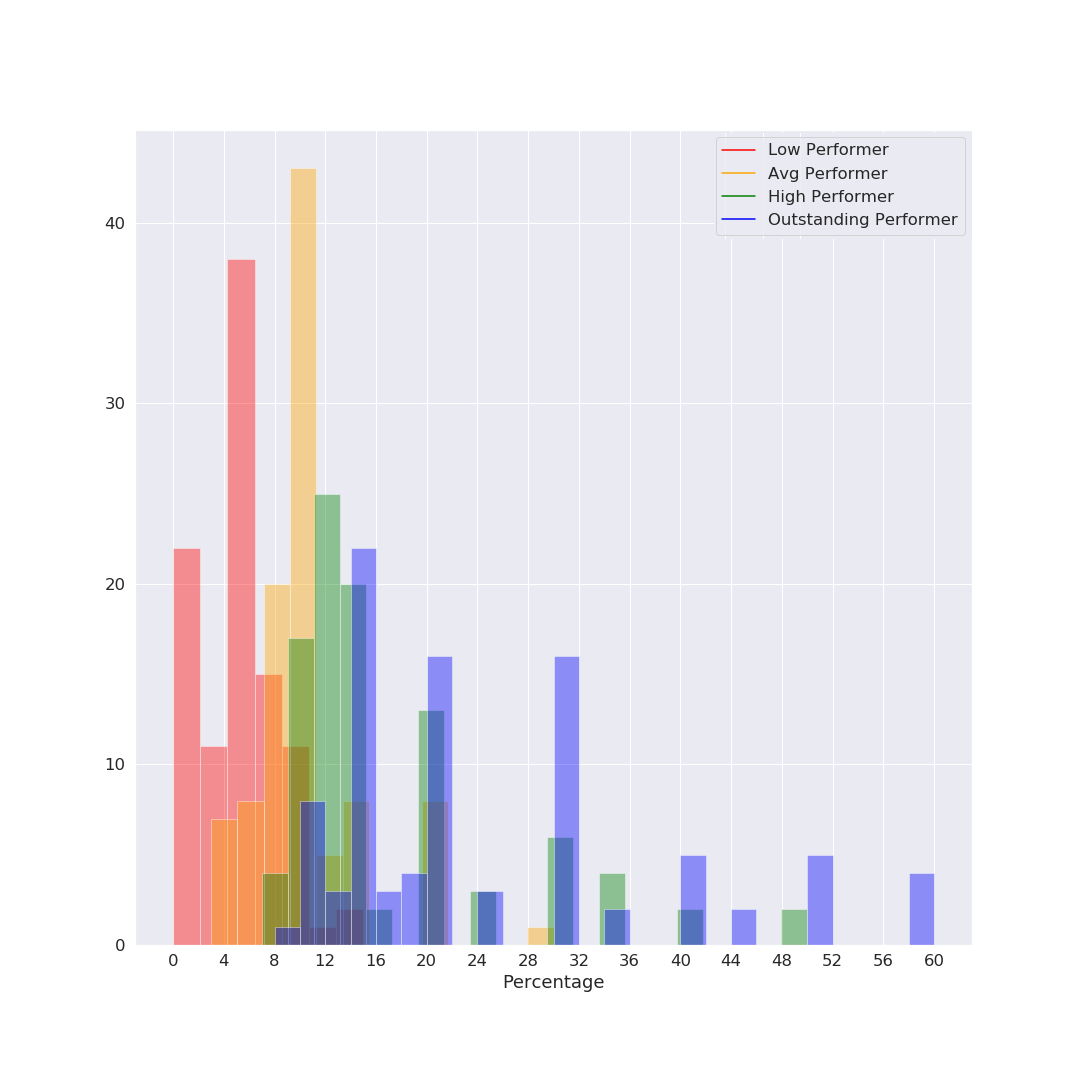 Low Performer
Avg Performer
High Performer
Outstanding Performer
40
30
20
10
0
0 4 8 12 16 20 24 28 32 36 40 44 48 52 56 60
Percentage